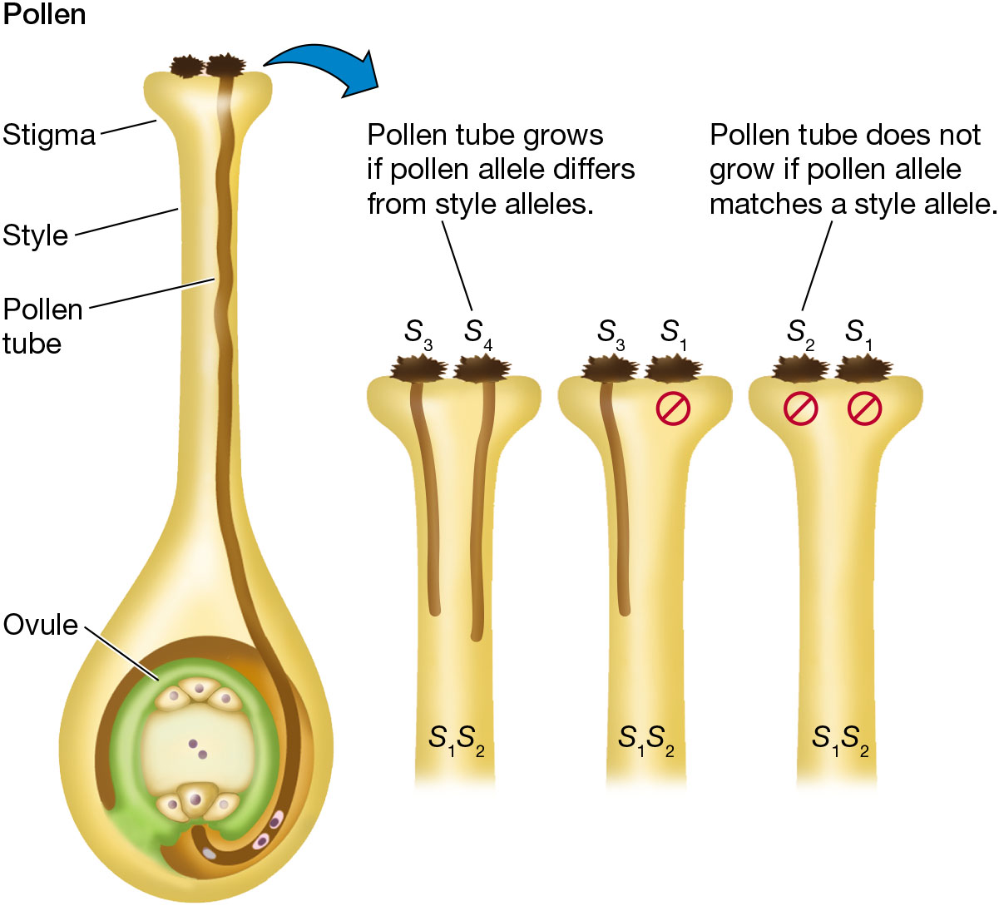 Pollen
Stigma
Style
Pollen
tube
Ovule
Pollen tube grows
if pollen allele differs
from style alleles.
Pollen tube does not
grow if pollen allele
matches a style allele.
S₃ S₄ S₃ S₁ S₂ S₁
S₁S₂ S₁S₂ S₁S₂